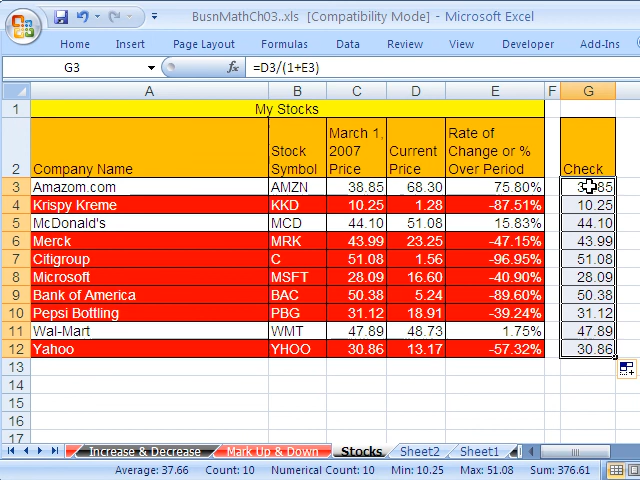 BusnMathCh03..xls [Compatibility Mode] - Microsoft Excel
Home Insert Page Layout Formulas Data Review View Developer Add-Ins
G3 fx =D3/(1+E3)
A B C D E F G
1 My Stocks
2 Company Name Stock Symbol March 1, 2007 Price Current Price Rate of Change or % Over Period Check
3 Amazom.com AMZN 38.85 68.30 75.80% 38.85
4 Krispy Kreme KKD 10.25 1.28 -87.51% 10.25
5 McDonald's MCD 44.10 51.08 15.83% 44.10
6 Merck MRK 43.99 23.25 -47.15% 43.99
7 Citigroup C 51.08 1.56 -96.95% 51.08
8 Microsoft MSFT 28.09 16.60 -40.90% 28.09
9 Bank of America BAC 50.38 5.24 -89.60% 50.38
10 Pepsi Bottling PBG 31.12 18.91 -39.24% 31.12
11 Wal-Mart WMT 47.89 48.73 1.75% 47.89
12 Yahoo YHOO 30.86 13.17 -57.32% 30.86
13
14
15
16
17
Increase & Decrease Mark Up & Down Stocks Sheet2 Sheet1
Average: 37.66 Count: 10 Numerical Count: 10 Min: 10.25 Max: 51.08 Sum: 376.61